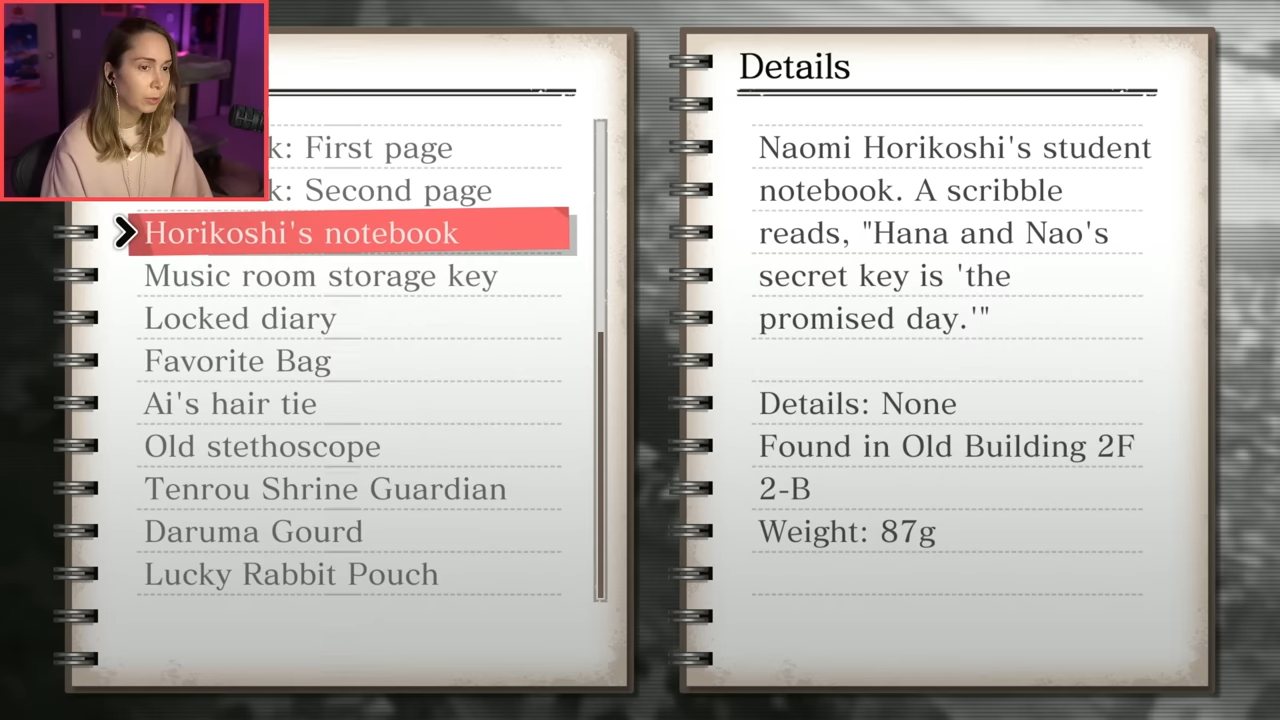 k: First page
k: Second page
Horikoshi's notebook
Music room storage key
Locked diary
Favorite Bag
Ai's hair tie
Old stethoscope
Tenrou Shrine Guardian
Daruma Gourd
Lucky Rabbit Pouch
Details
Naomi Horikoshi's student
notebook. A scribble
reads, "Hana and Nao's
secret key is 'the
promised day.'"
Details: None
Found in Old Building 2F
2-B
Weight: 87g